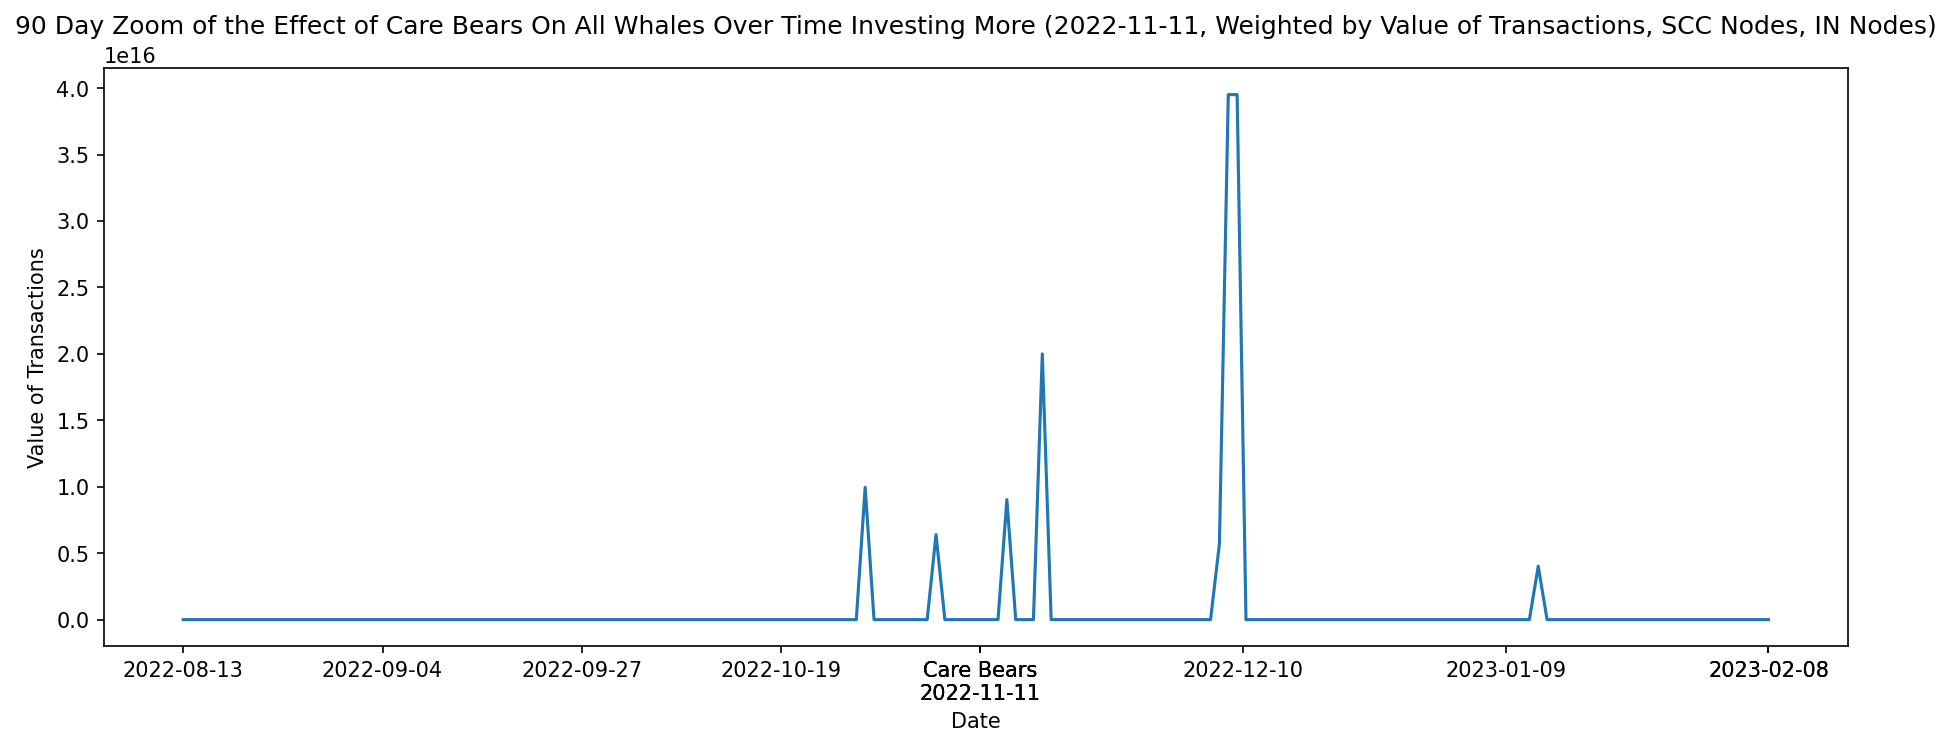 90 Day Zoom of the Effect of Care Bears On All Whales Over Time Investing More (2022-11-11, Weighted by Value of Transactions, SCC Nodes, IN Nodes)
1e16
4.0
3.5
3.0
2.5
2.0
1.5
1.0
0.5
0.0
Value of Transactions
2022-08-13 2022-09-04 2022-09-27 2022-10-19 Care Bears 2022-12-10 2023-01-09 2023-02-08
2022-11-11
Date